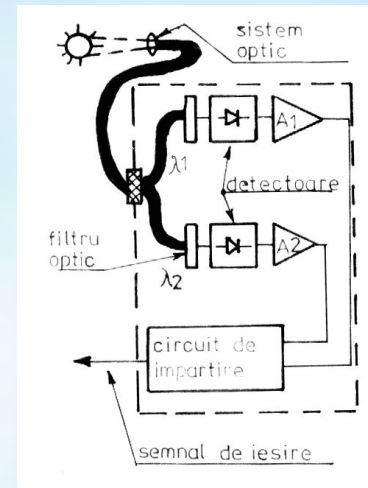 sistem
optic
A1
λ1
detectoare
filtru
optic
A2
λ2
circuit de
impartire
semnal de iesire